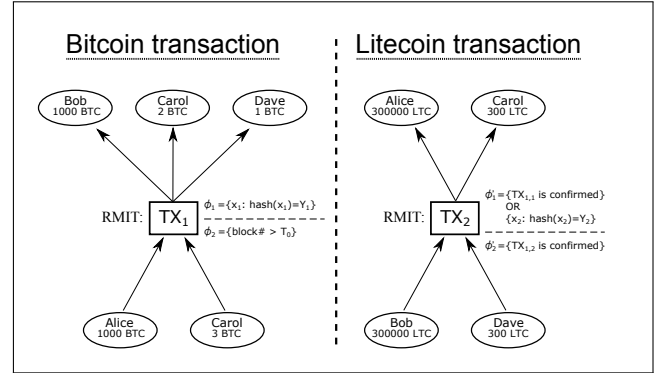 Bitcoin transaction
Bob
1000 BTC
Carol
2 BTC
Dave
1 BTC
RMIT:
TX₁
ϕ₁={x₁: hash(x₁)=Y₁}
ϕ₂={block# > T₀}
Alice
1000 BTC
Carol
3 BTC
Litecoin transaction
Alice
300000 LTC
Carol
300 LTC
RMIT:
TX₂
ϕ′₁={TX₁,₁ is confirmed}
OR
{x₂: hash(x₂)=Y₂}
ϕ′₂={TX₁,₂ is confirmed}
Bob
300000 LTC
Dave
300 LTC